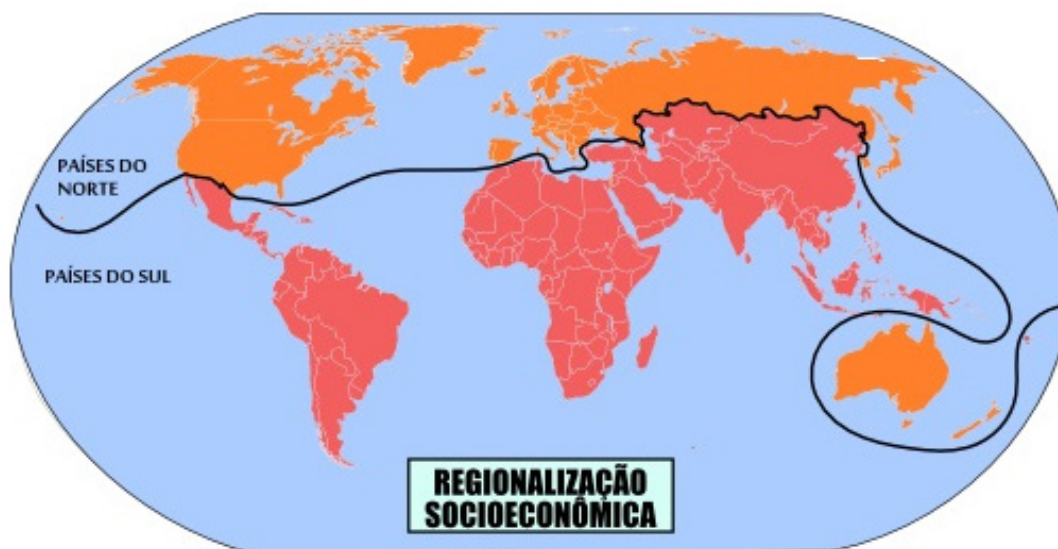 PAÍSES DO
NORTE
PAÍSES DO SUL
REGIONALIZAÇÃO
SOCIOECONÔMICA